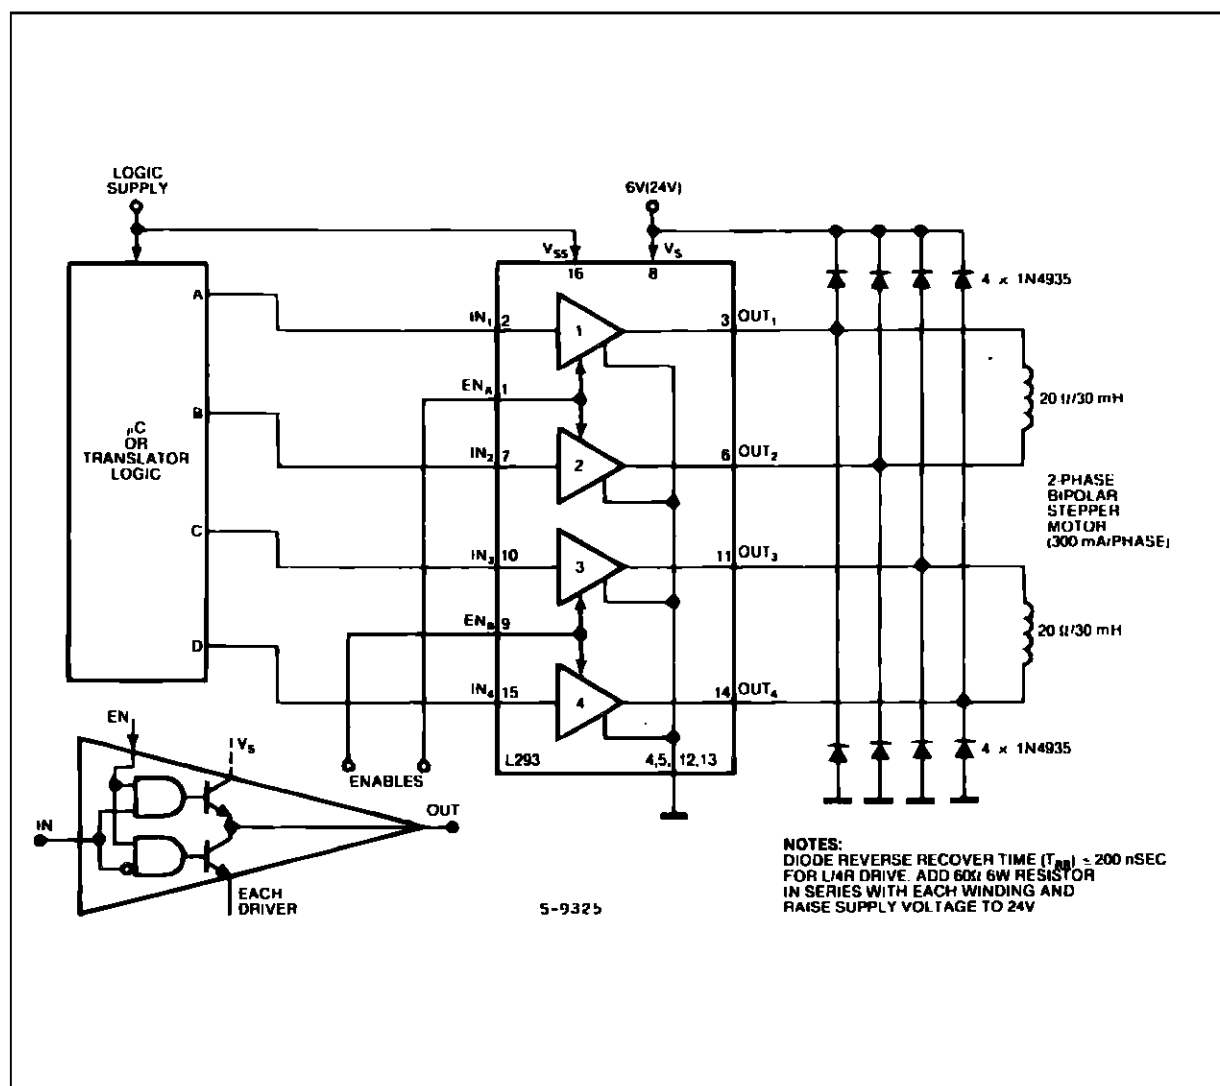 LOGIC
SUPPLY
6V(24V)
VSS
16
8
VS
A
IN1 2
1
3 OUT1
4 x 1N4935
ENA 1
20 Ω/30 mH
B
µC
OR
TRANSLATOR
LOGIC
IN2 7
2
6 OUT2
2-PHASE
BIPOLAR
STEPPER
MOTOR
(300 mA/PHASE)
C
IN3 10
3
11 OUT3
ENB 9
20 Ω/30 mH
D
IN4 15
4
14 OUT4
EN
VS
L293
4,5, 12,13
4 x 1N4935
ENABLES
IN
OUT
EACH
DRIVER
S-9325
NOTES:
DIODE REVERSE RECOVER TIME (TRR) ≤ 200 nSEC
FOR L/4R DRIVE. ADD 60Ω 6W RESISTOR
IN SERIES WITH EACH WINDING AND
RAISE SUPPLY VOLTAGE TO 24V